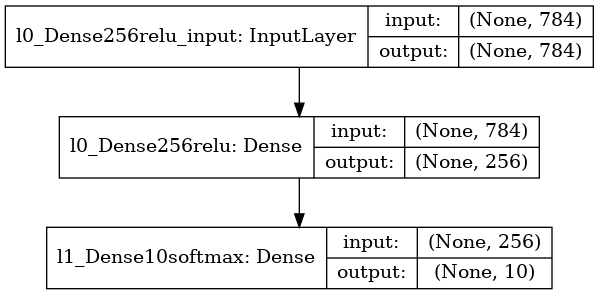 l0_Dense256relu_input: InputLayer
input: (None, 784)
output: (None, 784)
l0_Dense256relu: Dense
input: (None, 784)
output: (None, 256)
l1_Dense10softmax: Dense
input: (None, 256)
output: (None, 10)